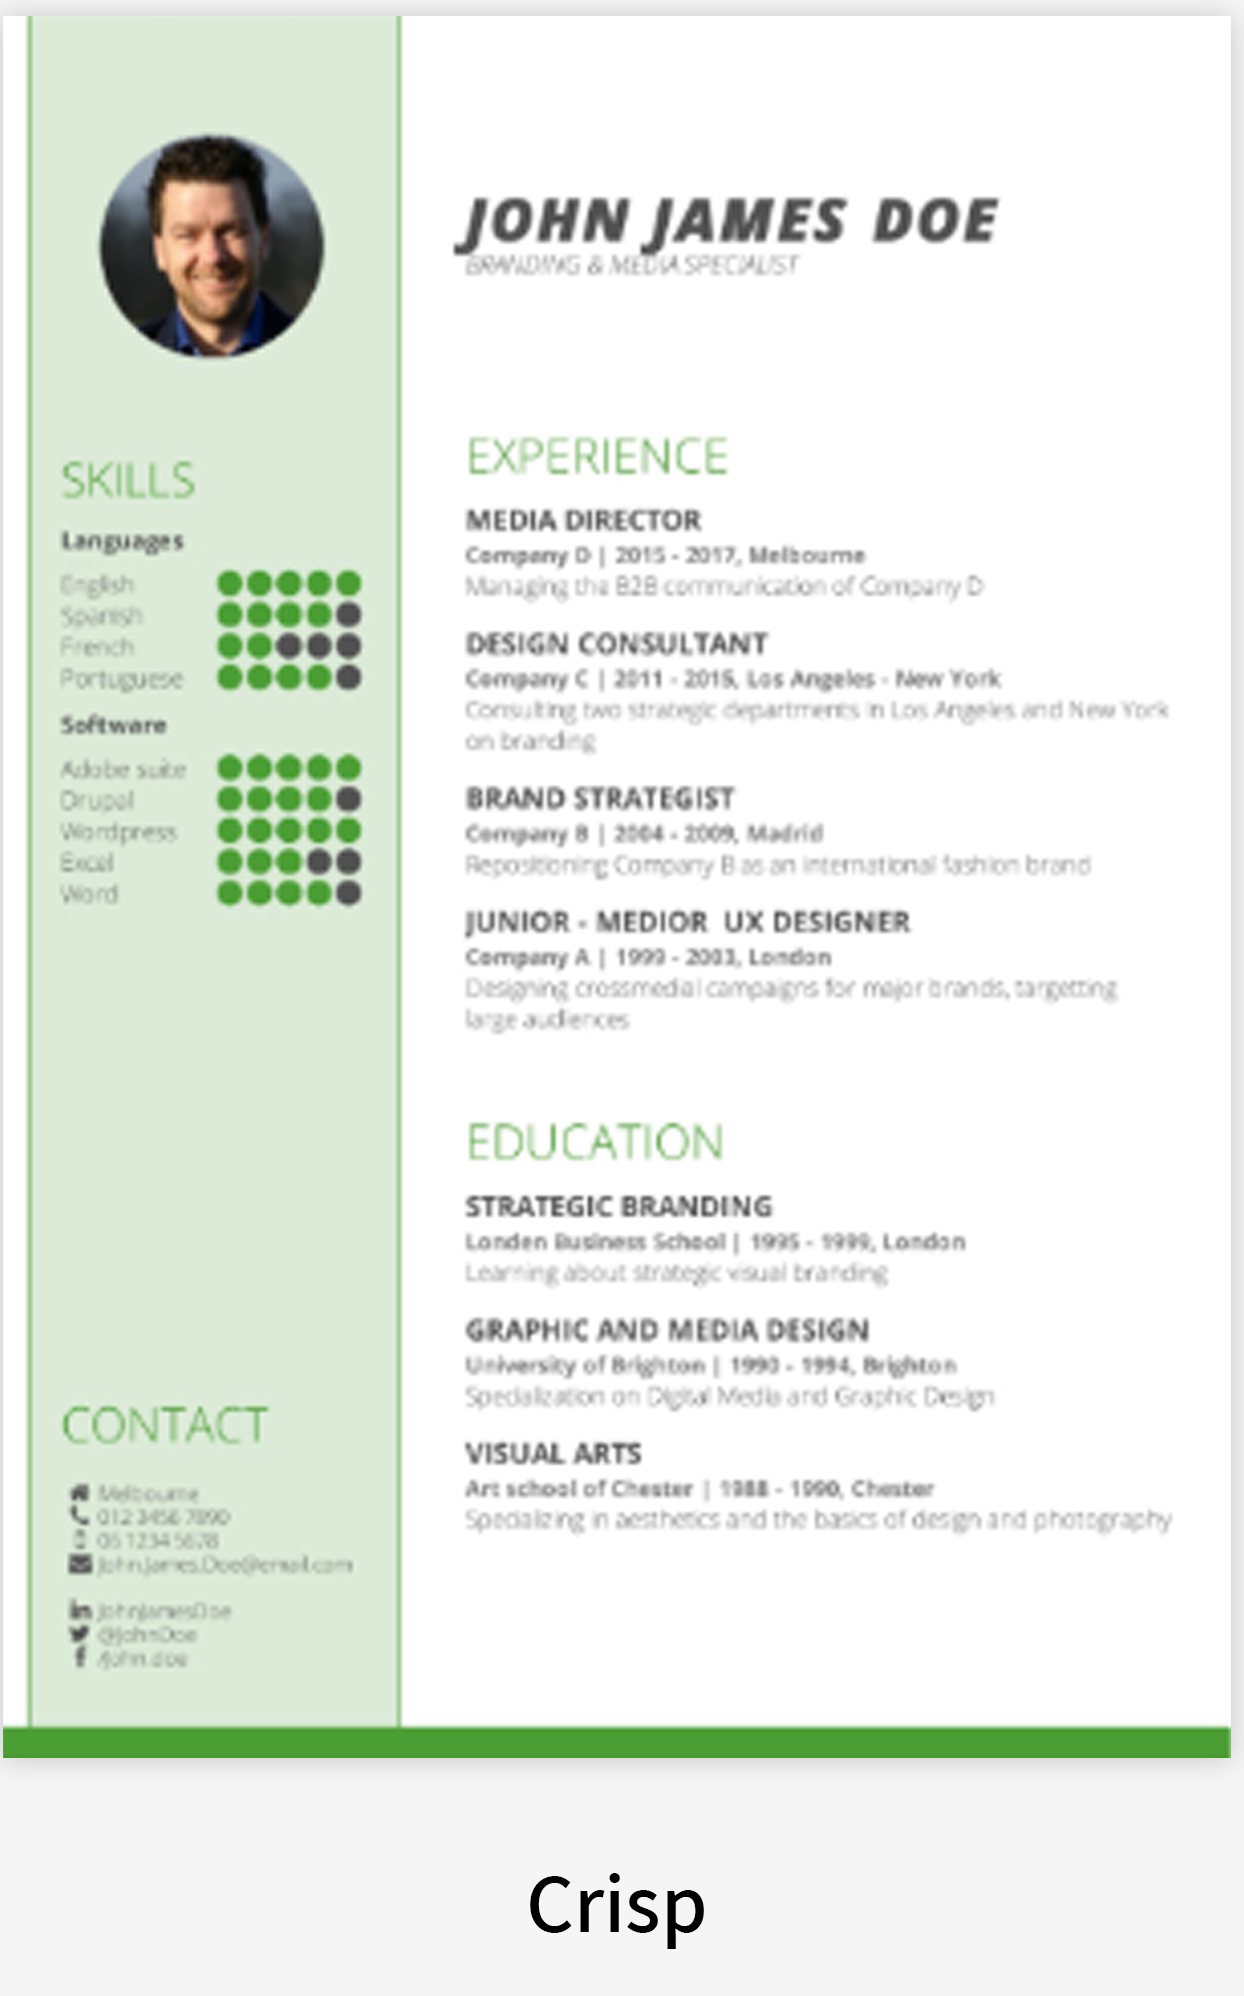 JOHN JAMES DOE
BRANDING & MEDIA SPECIALIST
SKILLS
Languages
English
Spanish
French
Portuguese
Software
Adobe suite
Drupal
Wordpress
Excel
Word
CONTACT
Melbourne
012 3456 7890
06 1234 5678
John.James.Doe@email.com
JohnJamesDoe
@JohnDoe
/john.doe
EXPERIENCE
MEDIA DIRECTOR
Company D | 2015 - 2017, Melbourne
Managing the B2B communication of Company D
DESIGN CONSULTANT
Company C | 2011 - 2015, Los Angeles - New York
Consulting two strategic departments in Los Angeles and New York
on branding
BRAND STRATEGIST
Company B | 2004 - 2009, Madrid
Repositioning Company B as an international fashion brand
JUNIOR - MEDIOR UX DESIGNER
Company A | 1999 - 2003, London
Designing crossmedial campaigns for major brands, targetting
large audiences
EDUCATION
STRATEGIC BRANDING
Londen Business School | 1995 - 1999, London
Learning about strategic visual branding
GRAPHIC AND MEDIA DESIGN
University of Brighton | 1990 - 1994, Brighton
Specialization on Digital Media and Graphic Design
VISUAL ARTS
Art school of Chester | 1988 - 1990, Chester
Specializing in aesthetics and the basics of design and photography
Crisp